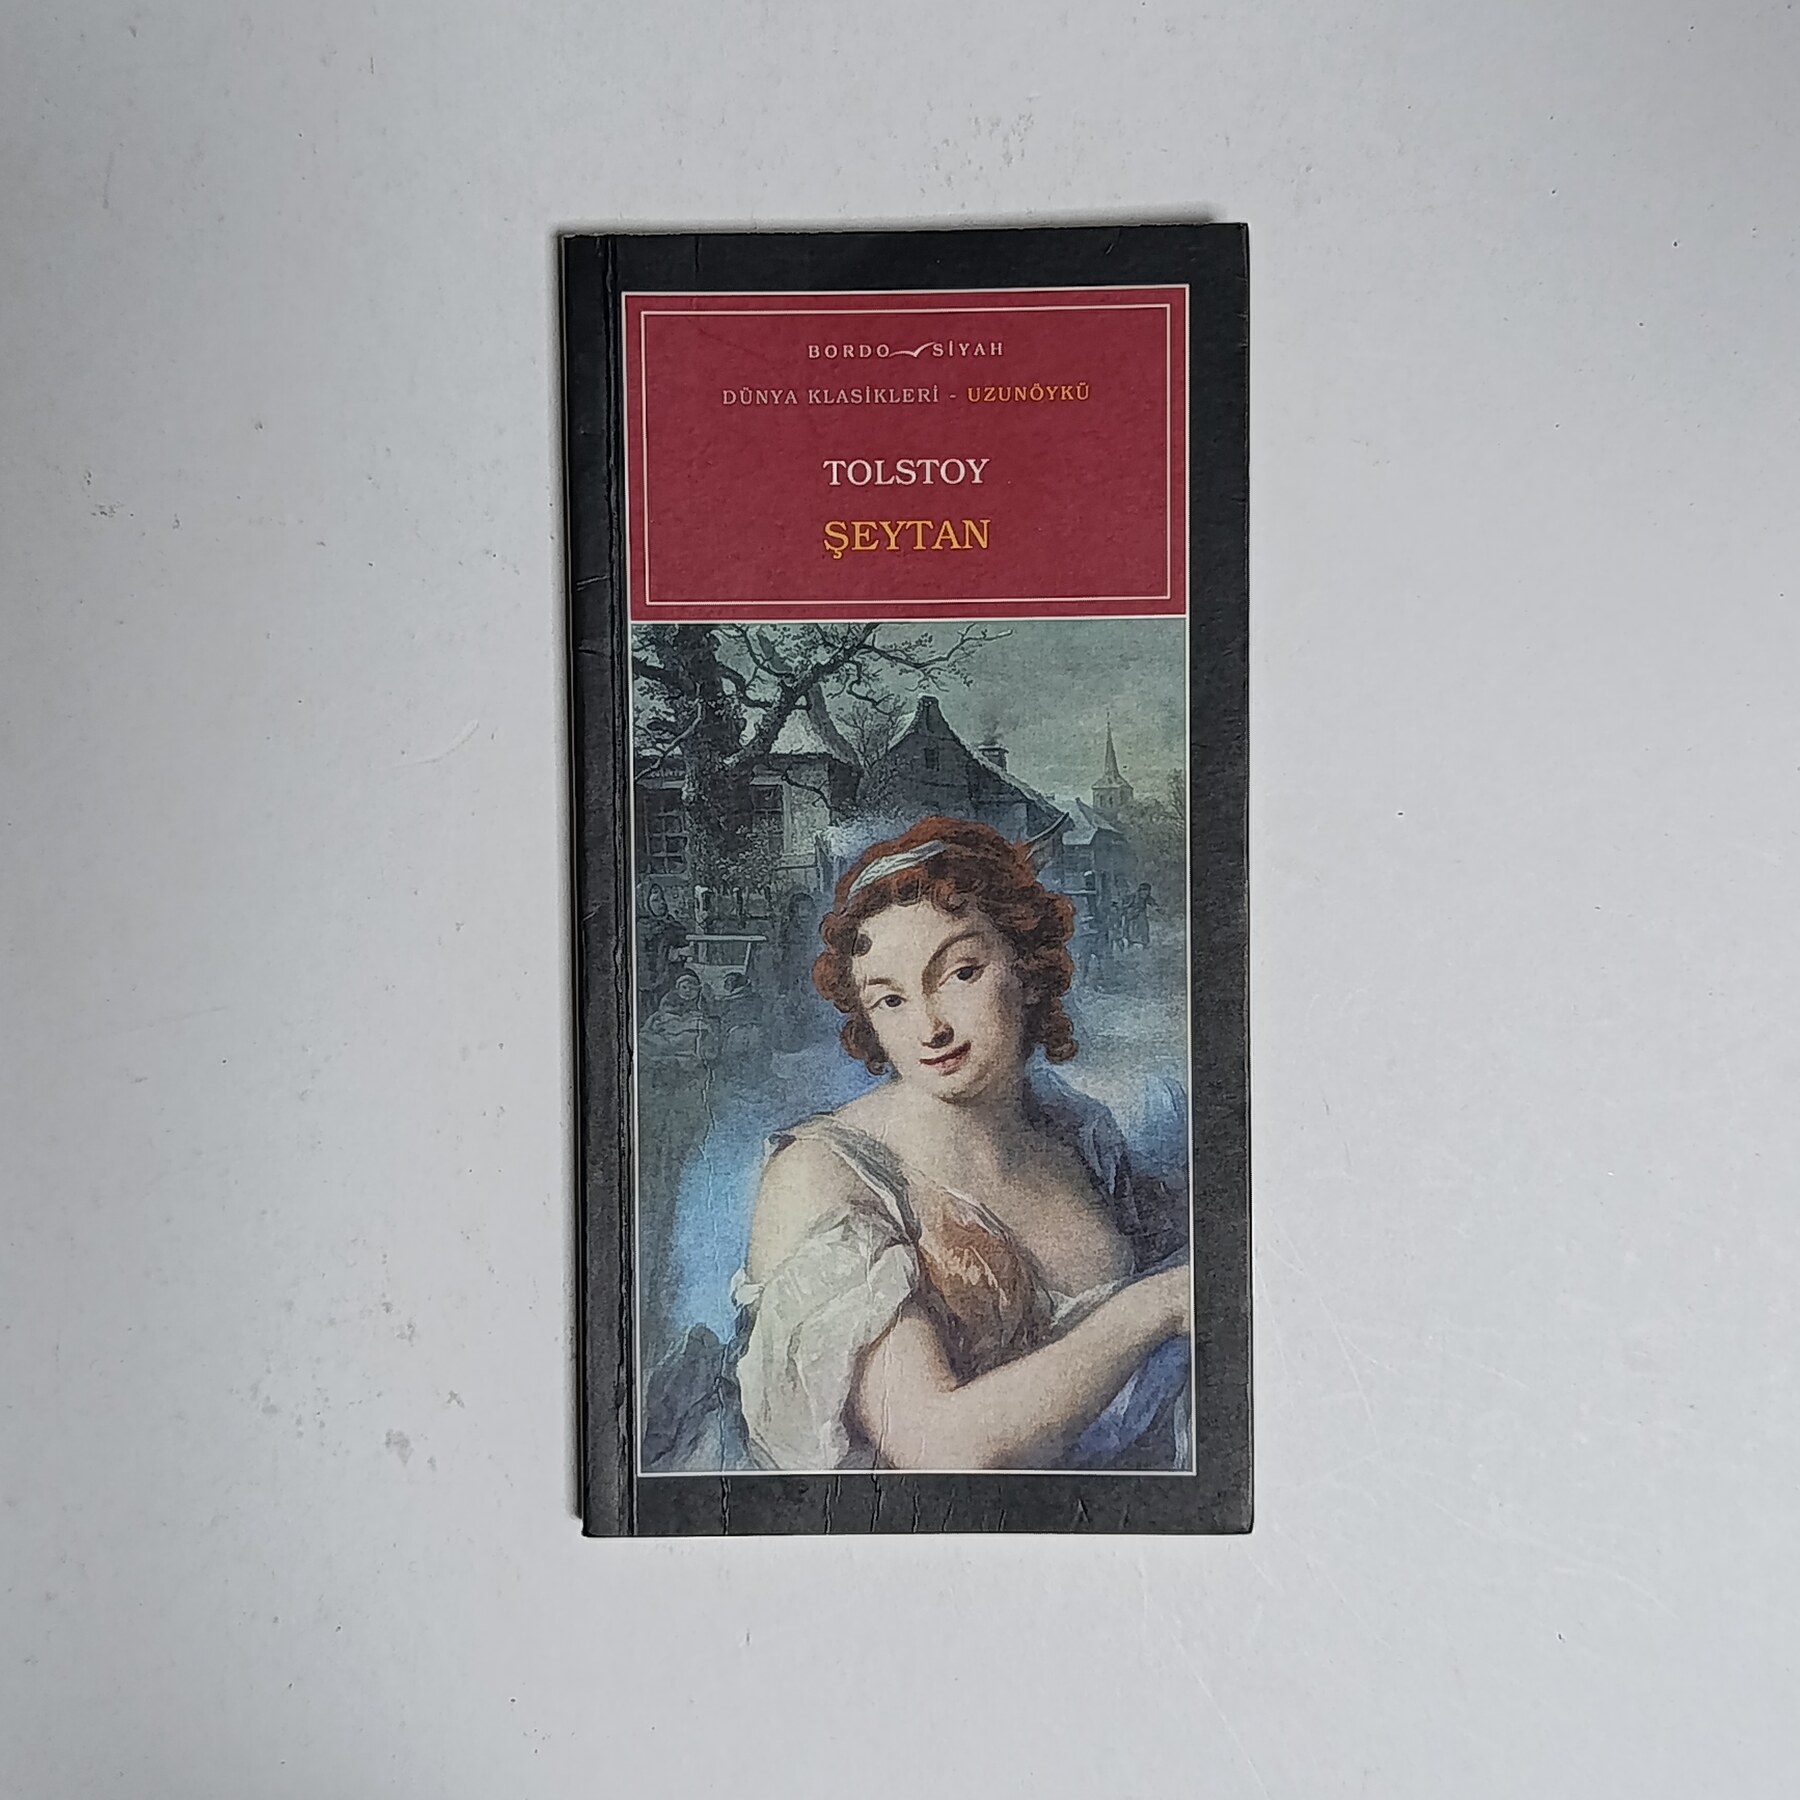 BORDO SİYAH
DÜNYA KLASİKLERİ - UZUNÖYKÜ
TOLSTOY
ŞEYTAN